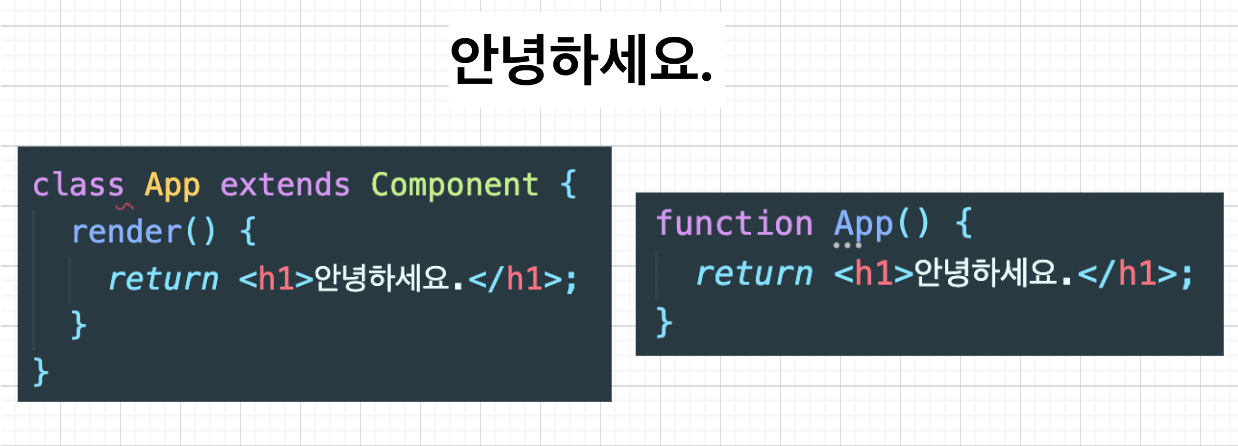 안녕하세요.
class App extends Component {
render() {
return <h1>안녕하세요.</h1>;
}
}
function App() {
return <h1>안녕하세요.</h1>;
}